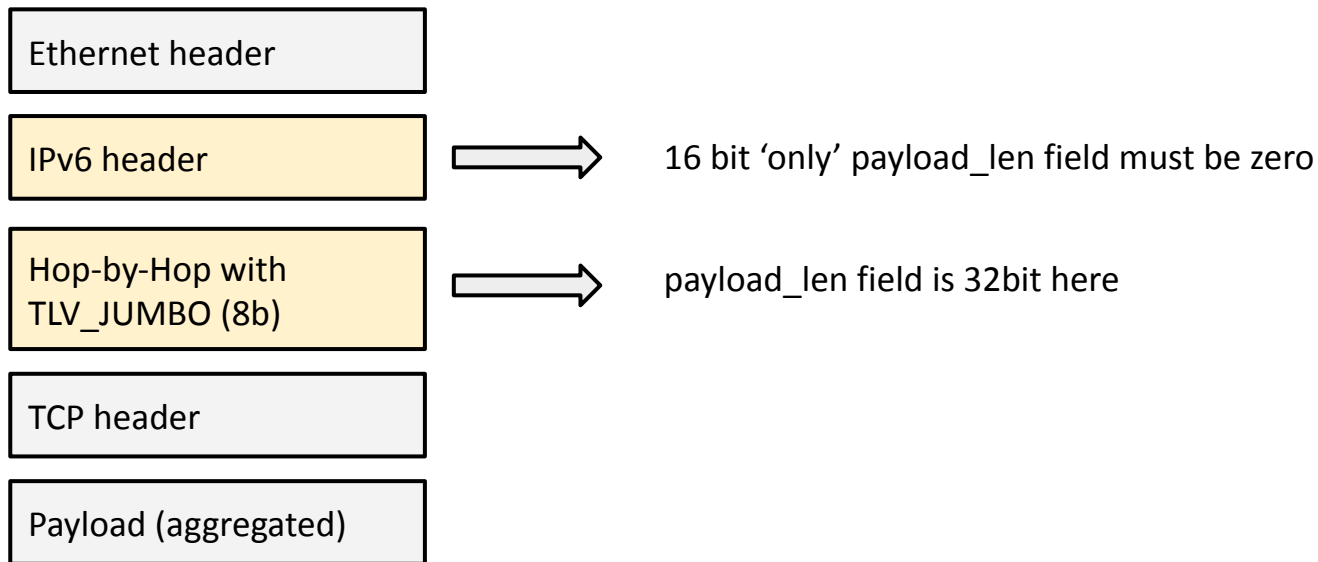 Ethernet header
IPv6 header
16 bit ‘only’ payload_len field must be zero
Hop-by-Hop with
TLV_JUMBO (8b)
payload_len field is 32bit here
TCP header
Payload (aggregated)